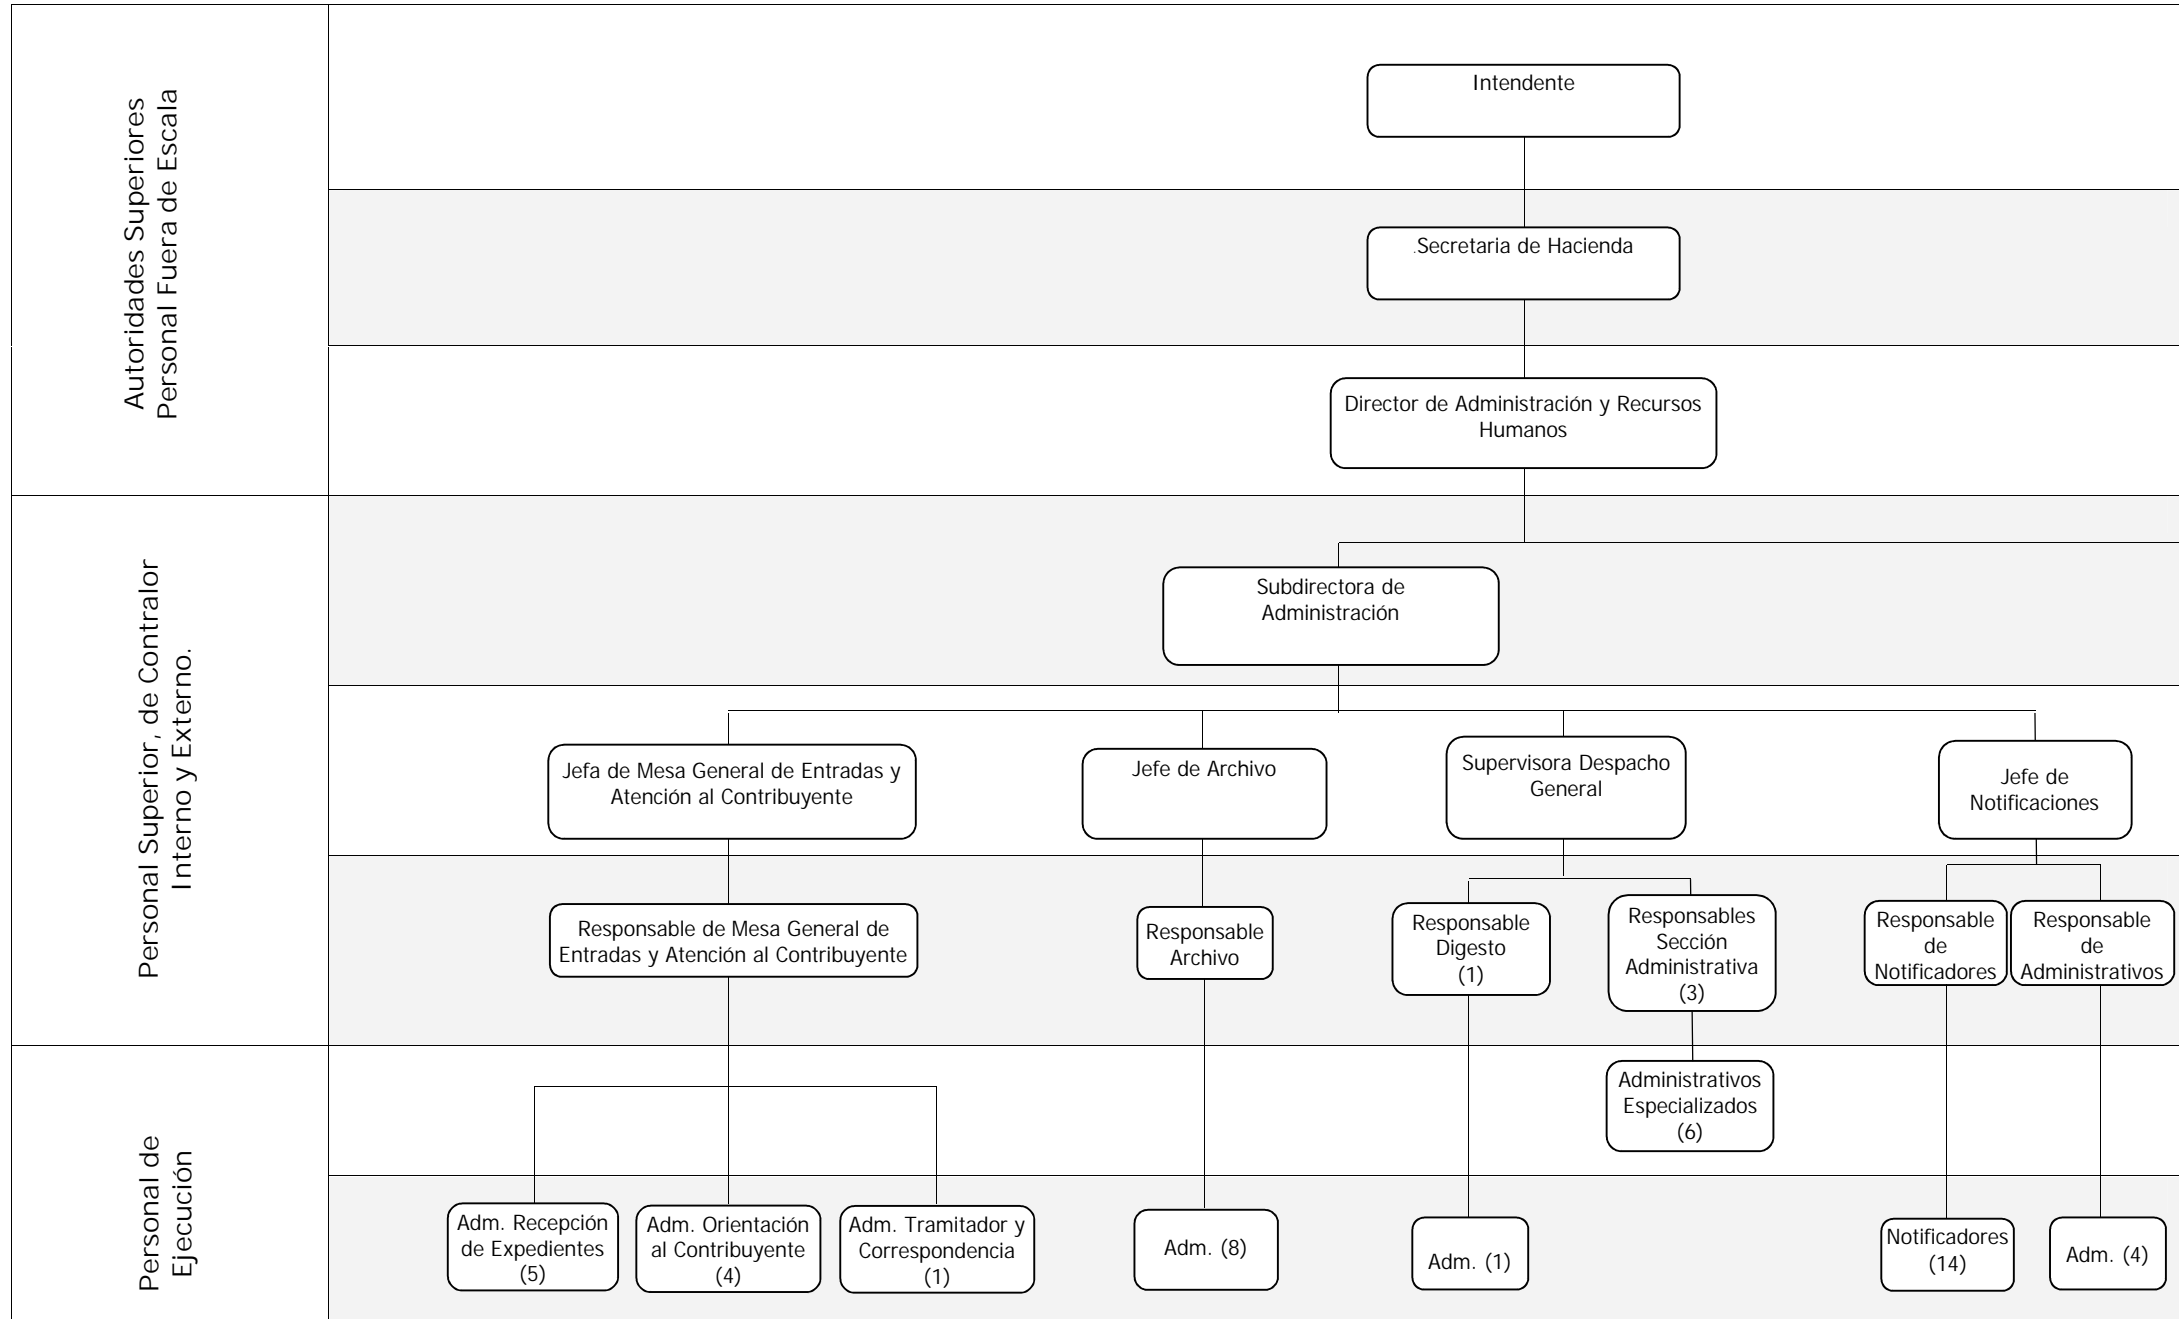 Autoridades Superiores
Personal Fuera de Escala
Intendente
.Secretaria de Hacienda
Director de Administración y Recursos
Humanos
Personal Superior, de Contralor
Interno y Externo.
Subdirectora de
Administración
Jefa de Mesa General de Entradas y
Atención al Contribuyente
Jefe de Archivo
Supervisora Despacho
General
Jefe de
Notificaciones
Responsable de Mesa General de
Entradas y Atención al Contribuyente
Responsable
Archivo
Responsable
Digesto
(1)
Responsables
Sección
Administrativa
(3)
Responsable
de
Notificadores
Responsable
de
Administrativos
Personal de
Ejecución
Administrativos
Especializados
(6)
Adm. Recepción
de Expedientes
(5)
Adm. Orientación
al Contribuyente
(4)
Adm. Tramitador y
Correspondencia
(1)
Adm. (8)
Adm. (1)
Notificadores
(14)
Adm. (4)